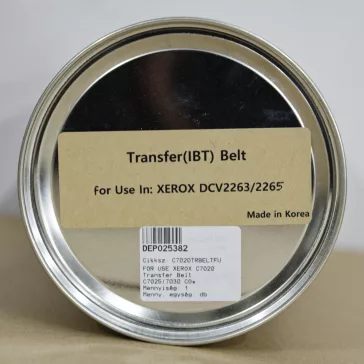 Transfer(IBT) Belt
for Use In: XEROX DCV2263/2265
Made in Korea
DEP025382
Cikksz. C7020TRBELTFU
FOR USE XEROX C7020
Transfer Belt
C7025/7030 CO※
Mennyiség 1
Menny. egység db